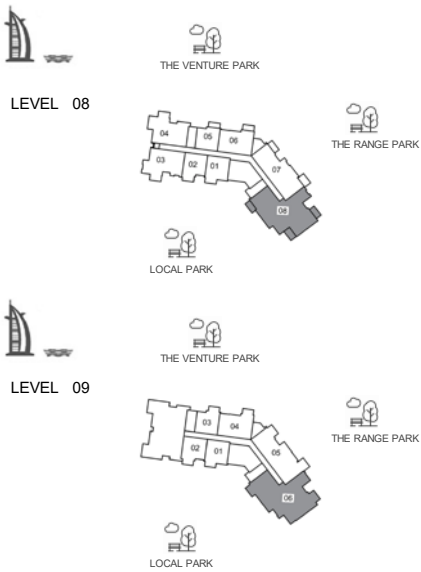 THE VENTURE PARK
LEVEL 08
THE RANGE PARK
04
05
06
03
02
01
07
08
LOCAL PARK
THE VENTURE PARK
LEVEL 09
THE RANGE PARK
03
04
02
01
05
06
LOCAL PARK